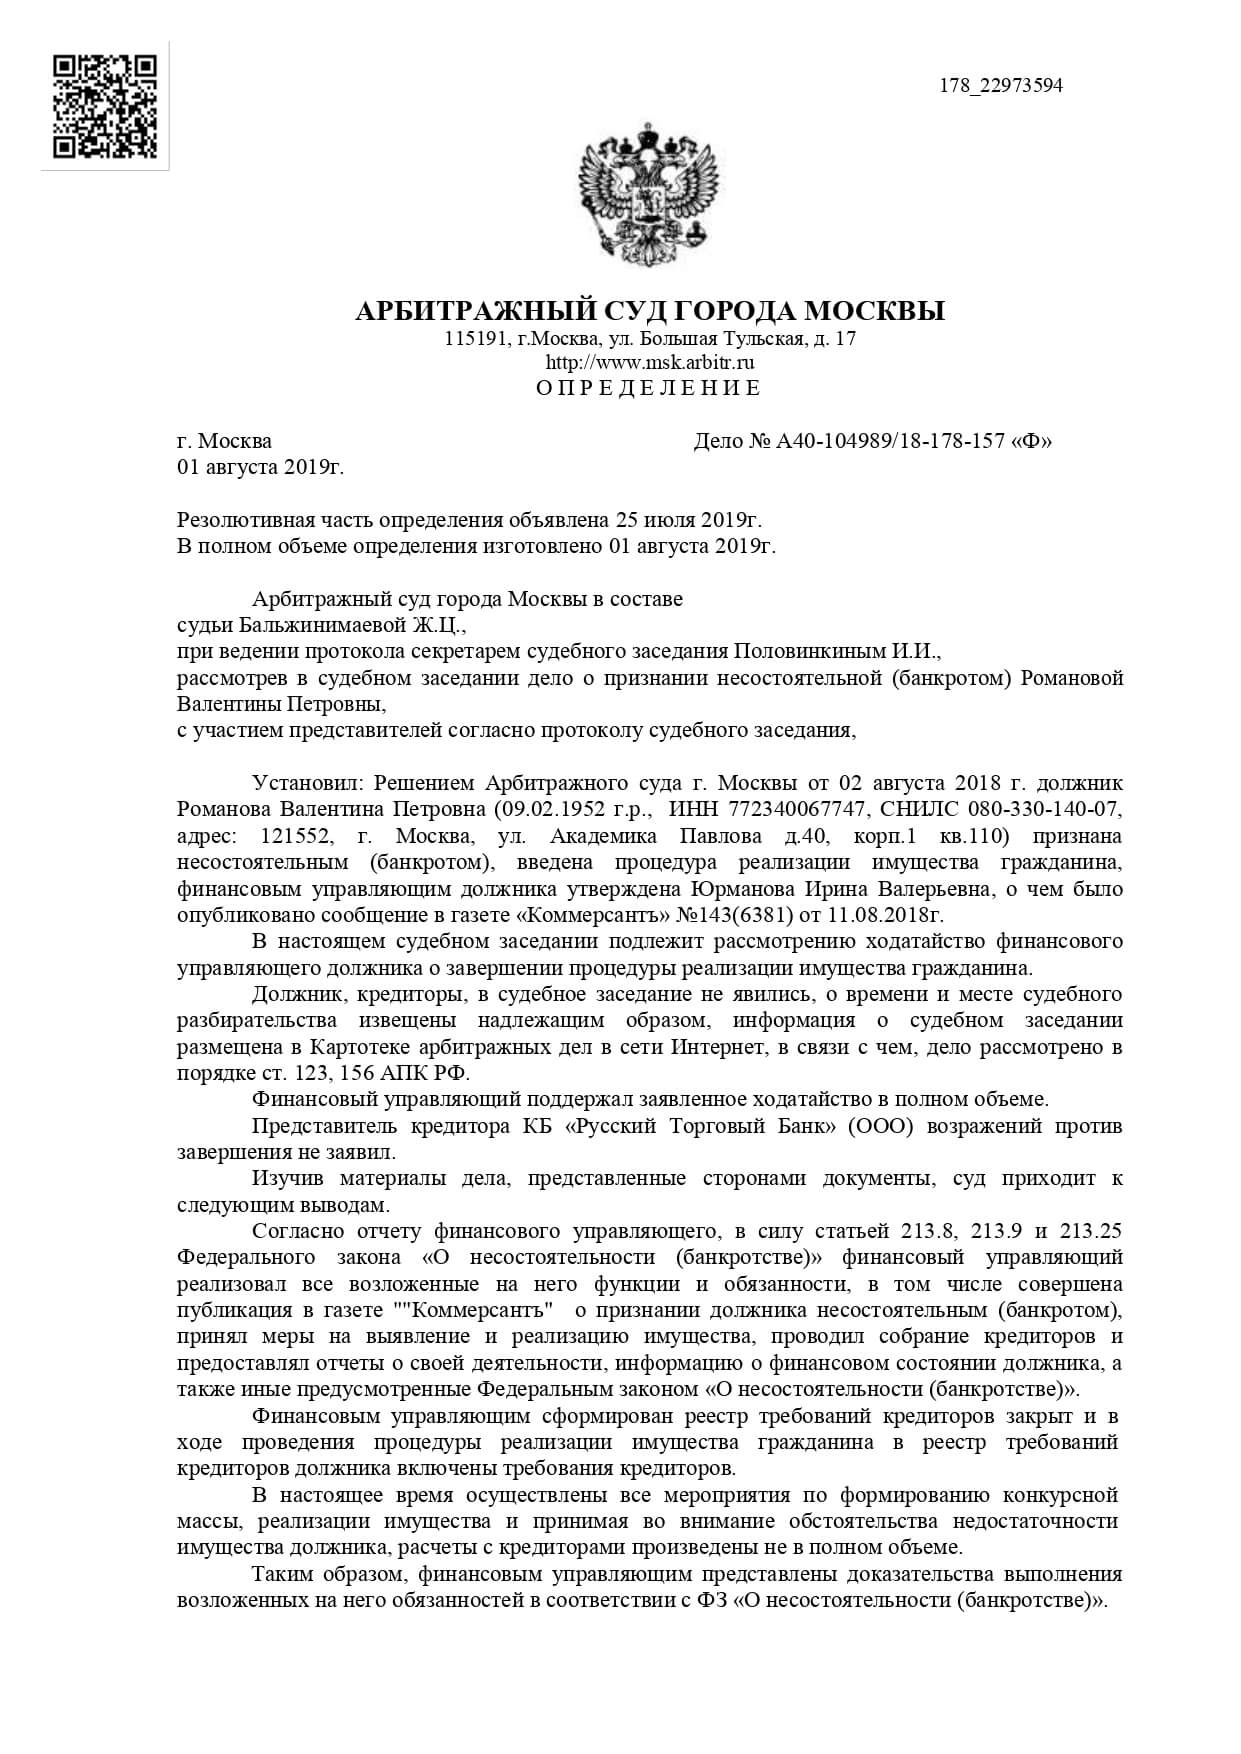 178_22973594
АРБИТРАЖНЫЙ СУД ГОРОДА МОСКВЫ
115191, г.Москва, ул. Большая Тульская, д. 17
http://www.msk.arbitr.ru
О П Р Е Д Е Л Е Н И Е
г. Москва Дело № А40-104989/18-178-157 «Ф»
01 августа 2019г.
Резолютивная часть определения объявлена 25 июля 2019г.
В полном объеме определения изготовлено 01 августа 2019г.
Арбитражный суд города Москвы в составе
судьи Бальжинимаевой Ж.Ц.,
при ведении протокола секретарем судебного заседания Половинкиным И.И.,
рассмотрев в судебном заседании дело о признании несостоятельной (банкротом) Романовой
Валентины Петровны,
с участием представителей согласно протоколу судебного заседания,
Установил: Решением Арбитражного суда г. Москвы от 02 августа 2018 г. должник
Романова Валентина Петровна (09.02.1952 г.р., ИНН 772340067747, СНИЛС 080-330-140-07,
адрес: 121552, г. Москва, ул. Академика Павлова д.40, корп.1 кв.110) признана
несостоятельным (банкротом), введена процедура реализации имущества гражданина,
финансовым управляющим должника утверждена Юрманова Ирина Валерьевна, о чем было
опубликовано сообщение в газете «Коммерсантъ» №143(6381) от 11.08.2018г.
В настоящем судебном заседании подлежит рассмотрению ходатайство финансового
управляющего должника о завершении процедуры реализации имущества гражданина.
Должник, кредиторы, в судебное заседание не явились, о времени и месте судебного
разбирательства извещены надлежащим образом, информация о судебном заседании
размещена в Картотеке арбитражных дел в сети Интернет, в связи с чем, дело рассмотрено в
порядке ст. 123, 156 АПК РФ.
Финансовый управляющий поддержал заявленное ходатайство в полном объеме.
Представитель кредитора КБ «Русский Торговый Банк» (ООО) возражений против
завершения не заявил.
Изучив материалы дела, представленные сторонами документы, суд приходит к
следующим выводам.
Согласно отчету финансового управляющего, в силу статьей 213.8, 213.9 и 213.25
Федерального закона «О несостоятельности (банкротстве)» финансовый управляющий
реализовал все возложенные на него функции и обязанности, в том числе совершена
публикация в газете ""Коммерсантъ" о признании должника несостоятельным (банкротом),
принял меры на выявление и реализацию имущества, проводил собрание кредиторов и
предоставлял отчеты о своей деятельности, информацию о финансовом состоянии должника, а
также иные предусмотренные Федеральным законом «О несостоятельности (банкротстве)».
Финансовым управляющим сформирован реестр требований кредиторов закрыт и в
ходе проведения процедуры реализации имущества гражданина в реестр требований
кредиторов должника включены требования кредиторов.
В настоящее время осуществлены все мероприятия по формированию конкурсной
массы, реализации имущества и принимая во внимание обстоятельства недостаточности
имущества должника, расчеты с кредиторами произведены не в полном объеме.
Таким образом, финансовым управляющим представлены доказательства выполнения
возложенных на него обязанностей в соответствии с ФЗ «О несостоятельности (банкротстве)».